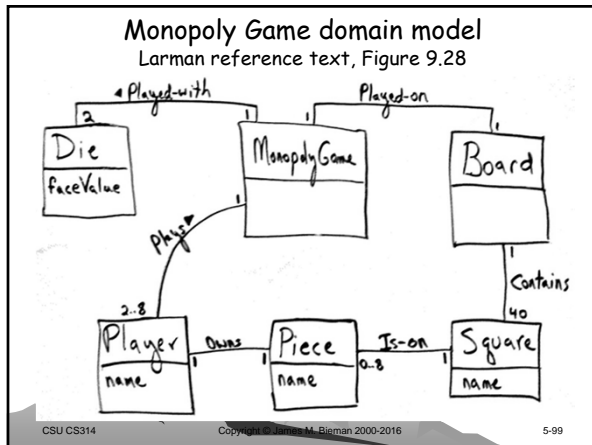 Monopoly Game domain model
Larman reference text, Figure 9.28
◄ Played-with
Played-on
2
1
1
1
Die
faceValue
MonopolyGame
Board
1
Plays ►
1
Contains
2..8
40
Player
name
Owns
1
1
Piece
name
Is-on
0..8
1
Square
name
CSU CS314
Copyright © James M. Bieman 2000-2016
5-99